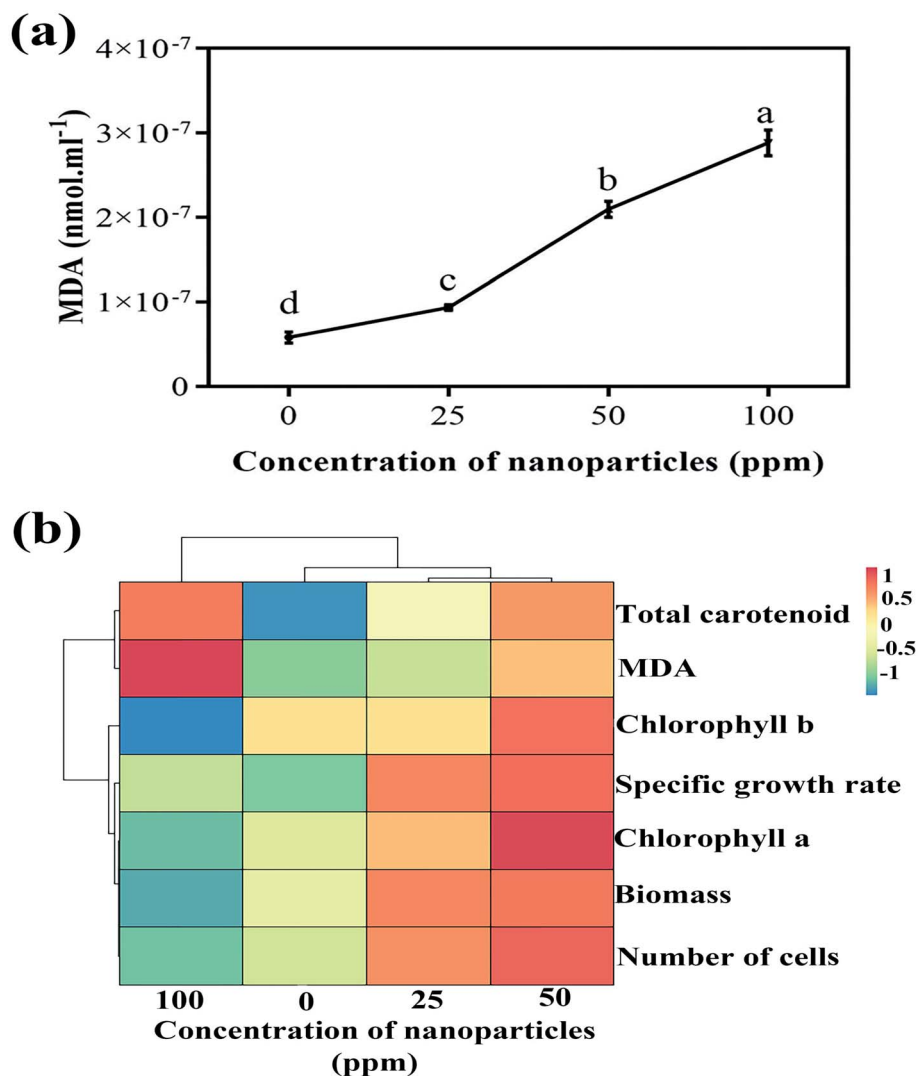 (a)
4×10⁻⁷
3×10⁻⁷
2×10⁻⁷
1×10⁻⁷
0
MDA (nmol.ml⁻¹)
d
c
b
a
0 25 50 100
Concentration of nanoparticles (ppm)
(b)
1
0.5
0
-0.5
-1
Total carotenoid
MDA
Chlorophyll b
Specific growth rate
Chlorophyll a
Biomass
Number of cells
100 0 25 50
Concentration of nanoparticles
(ppm)